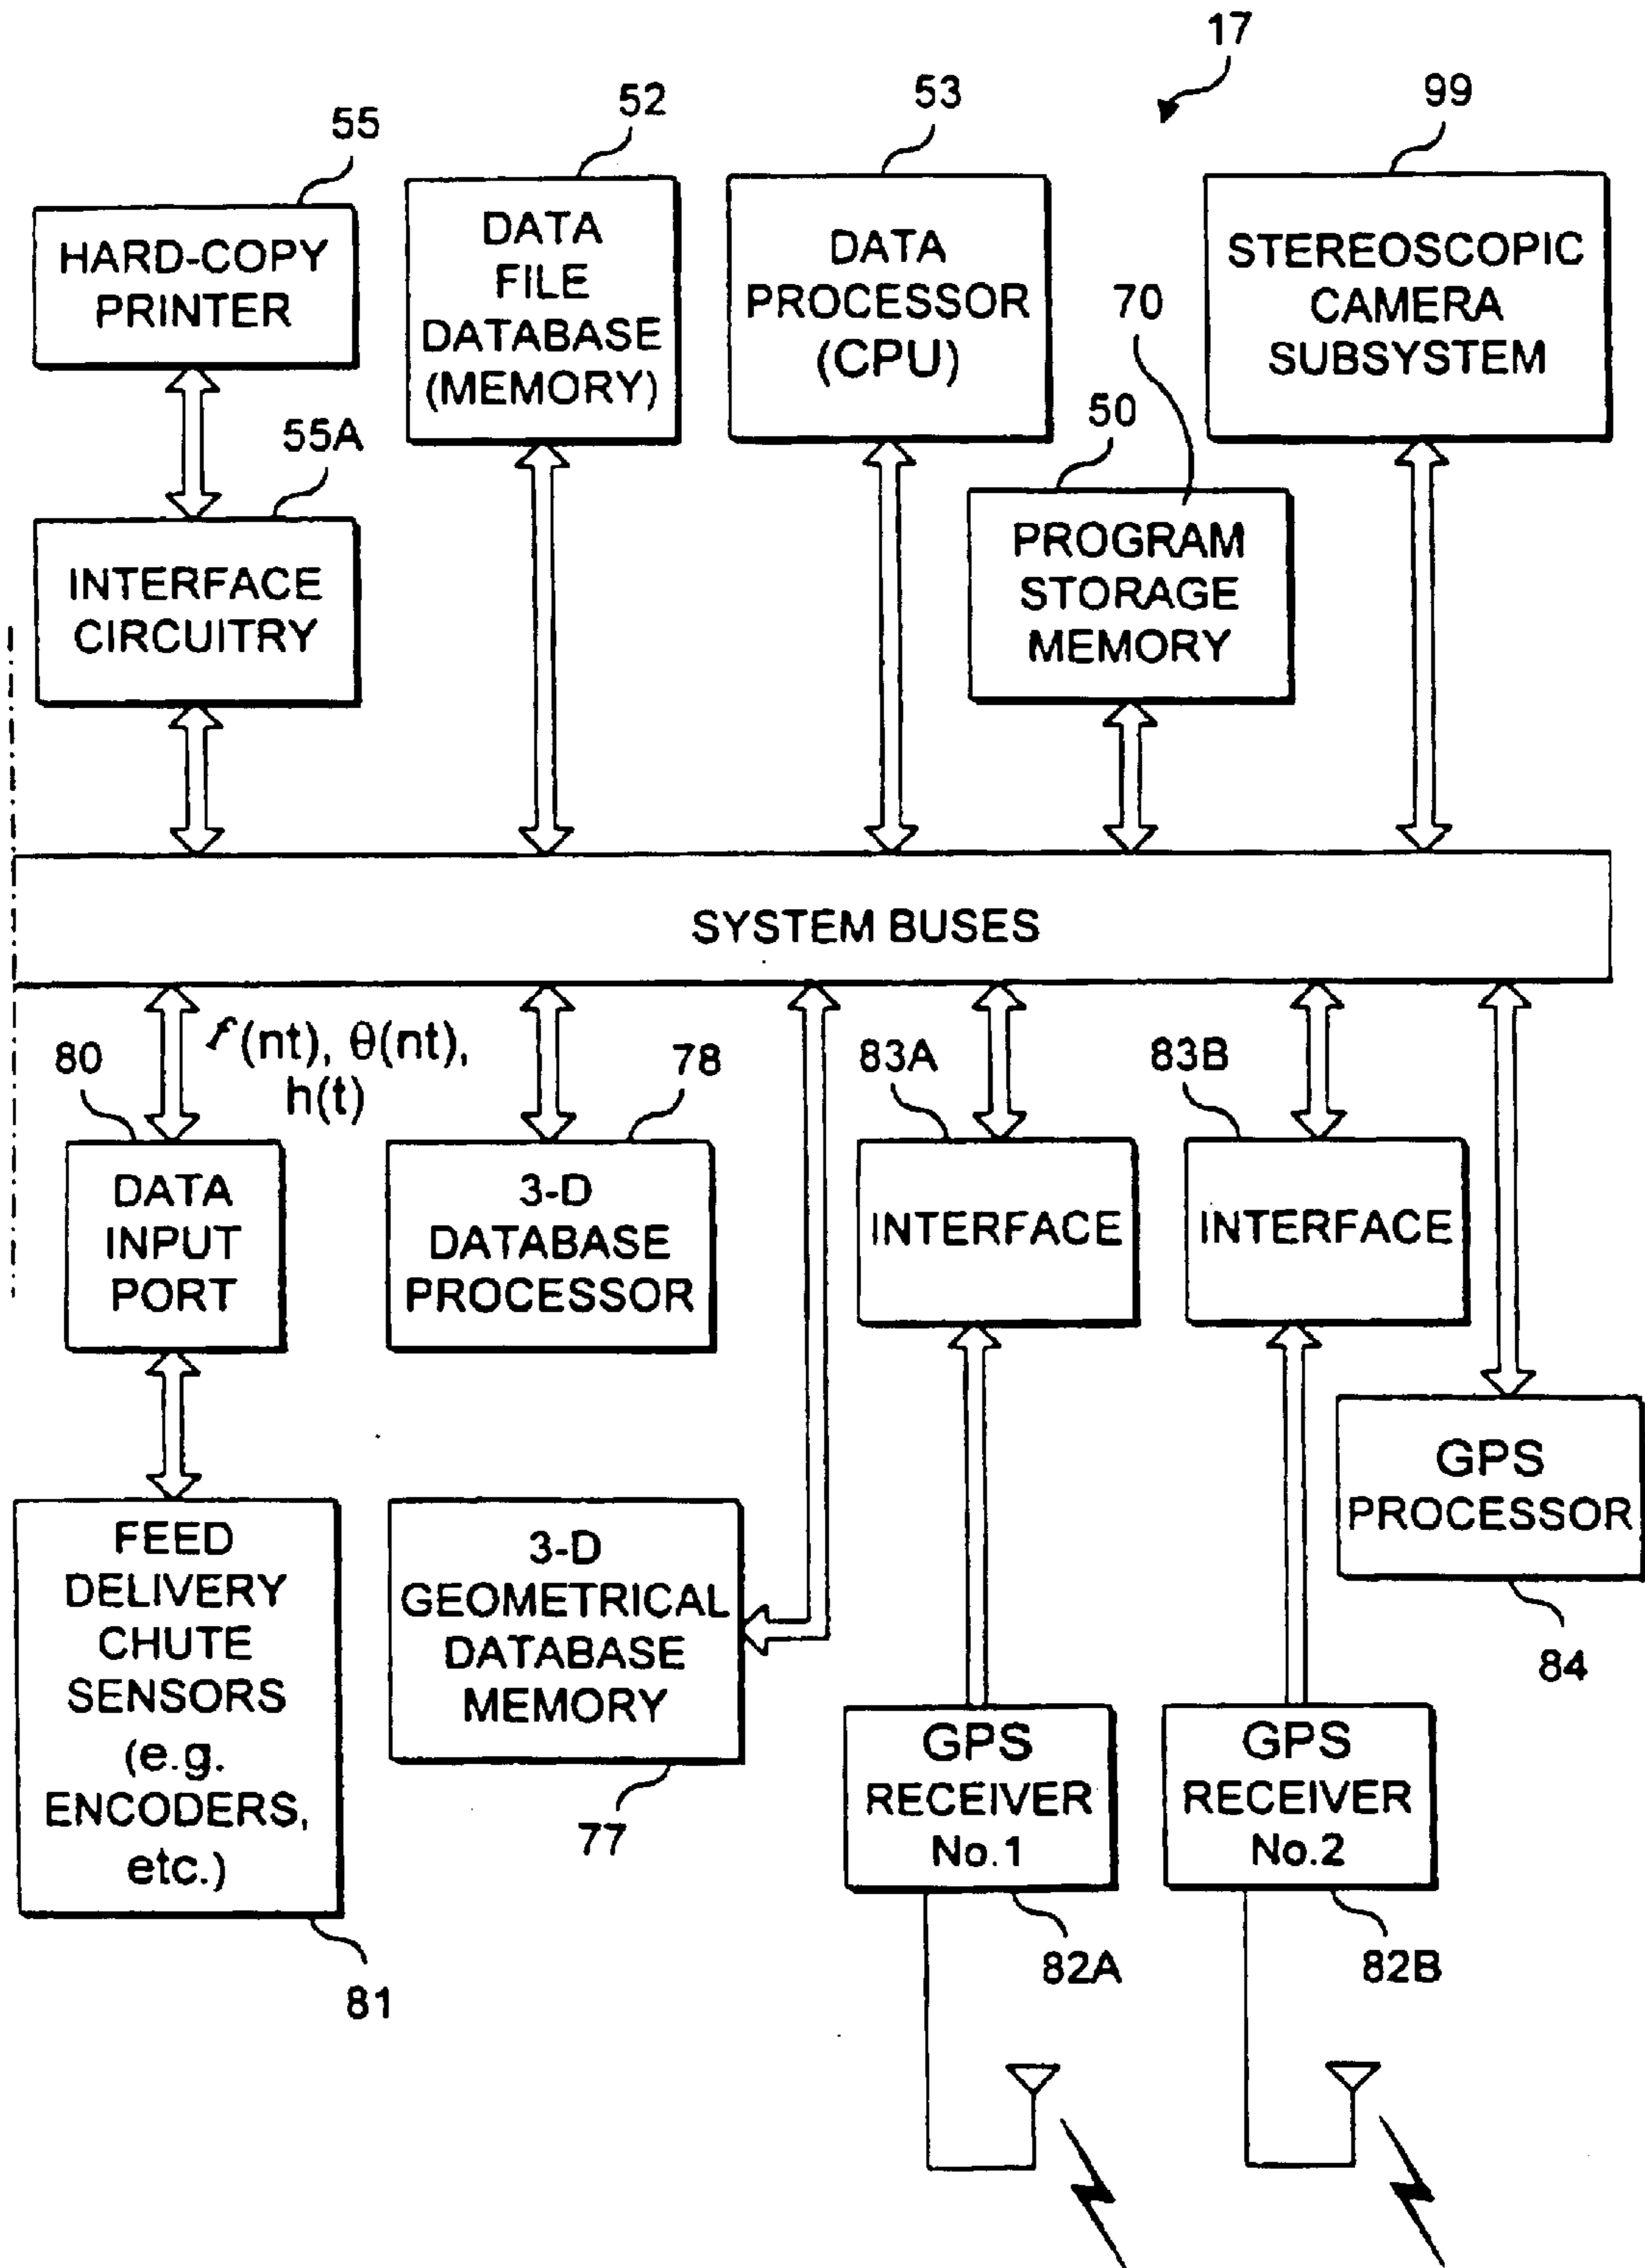 17
55
52
53
99
HARD-COPY
PRINTER
DATA
FILE
DATABASE
(MEMORY)
DATA
PROCESSOR
(CPU)
STEREOSCOPIC
CAMERA
SUBSYSTEM
70
50
55A
INTERFACE
CIRCUITRY
PROGRAM
STORAGE
MEMORY
SYSTEM BUSES
f(nt), θ(nt),
h(t)
80
78
83A
83B
DATA
INPUT
PORT
3-D
DATABASE
PROCESSOR
INTERFACE
INTERFACE
GPS
PROCESSOR
84
FEED
DELIVERY
CHUTE
SENSORS
(e.g.
ENCODERS,
etc.)
81
3-D
GEOMETRICAL
DATABASE
MEMORY
77
GPS
RECEIVER
No.1
82A
GPS
RECEIVER
No.2
82B